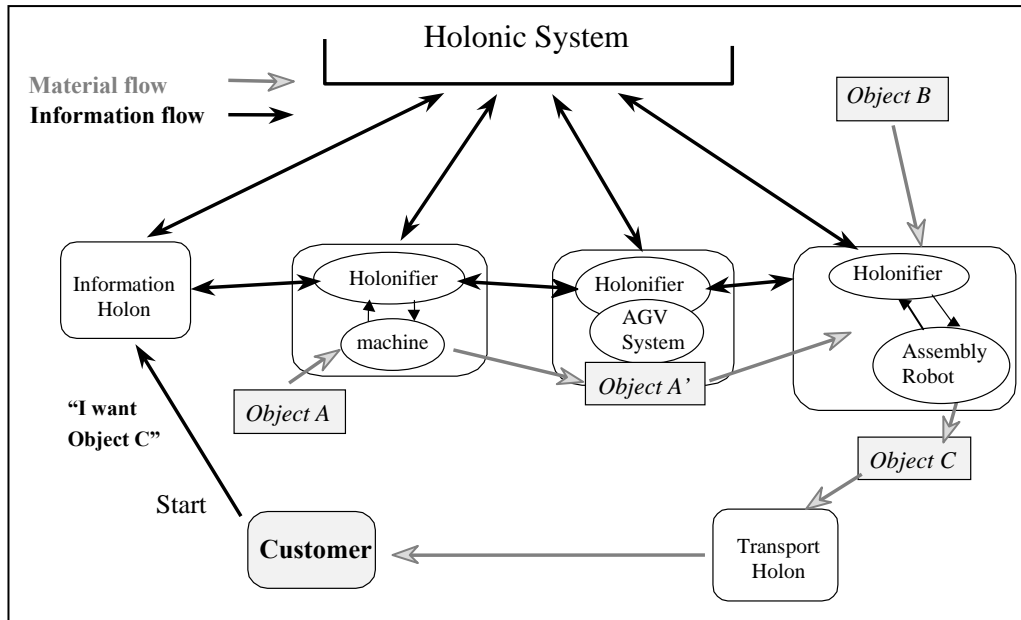 Holonic System
Material flow
Information flow
Object B
Information
Holon
Holonifier
machine
Holonifier
AGV
System
Holonifier
Assembly
Robot
Object A
Object A’
“I want
Object C”
Object C
Start
Customer
Transport
Holon